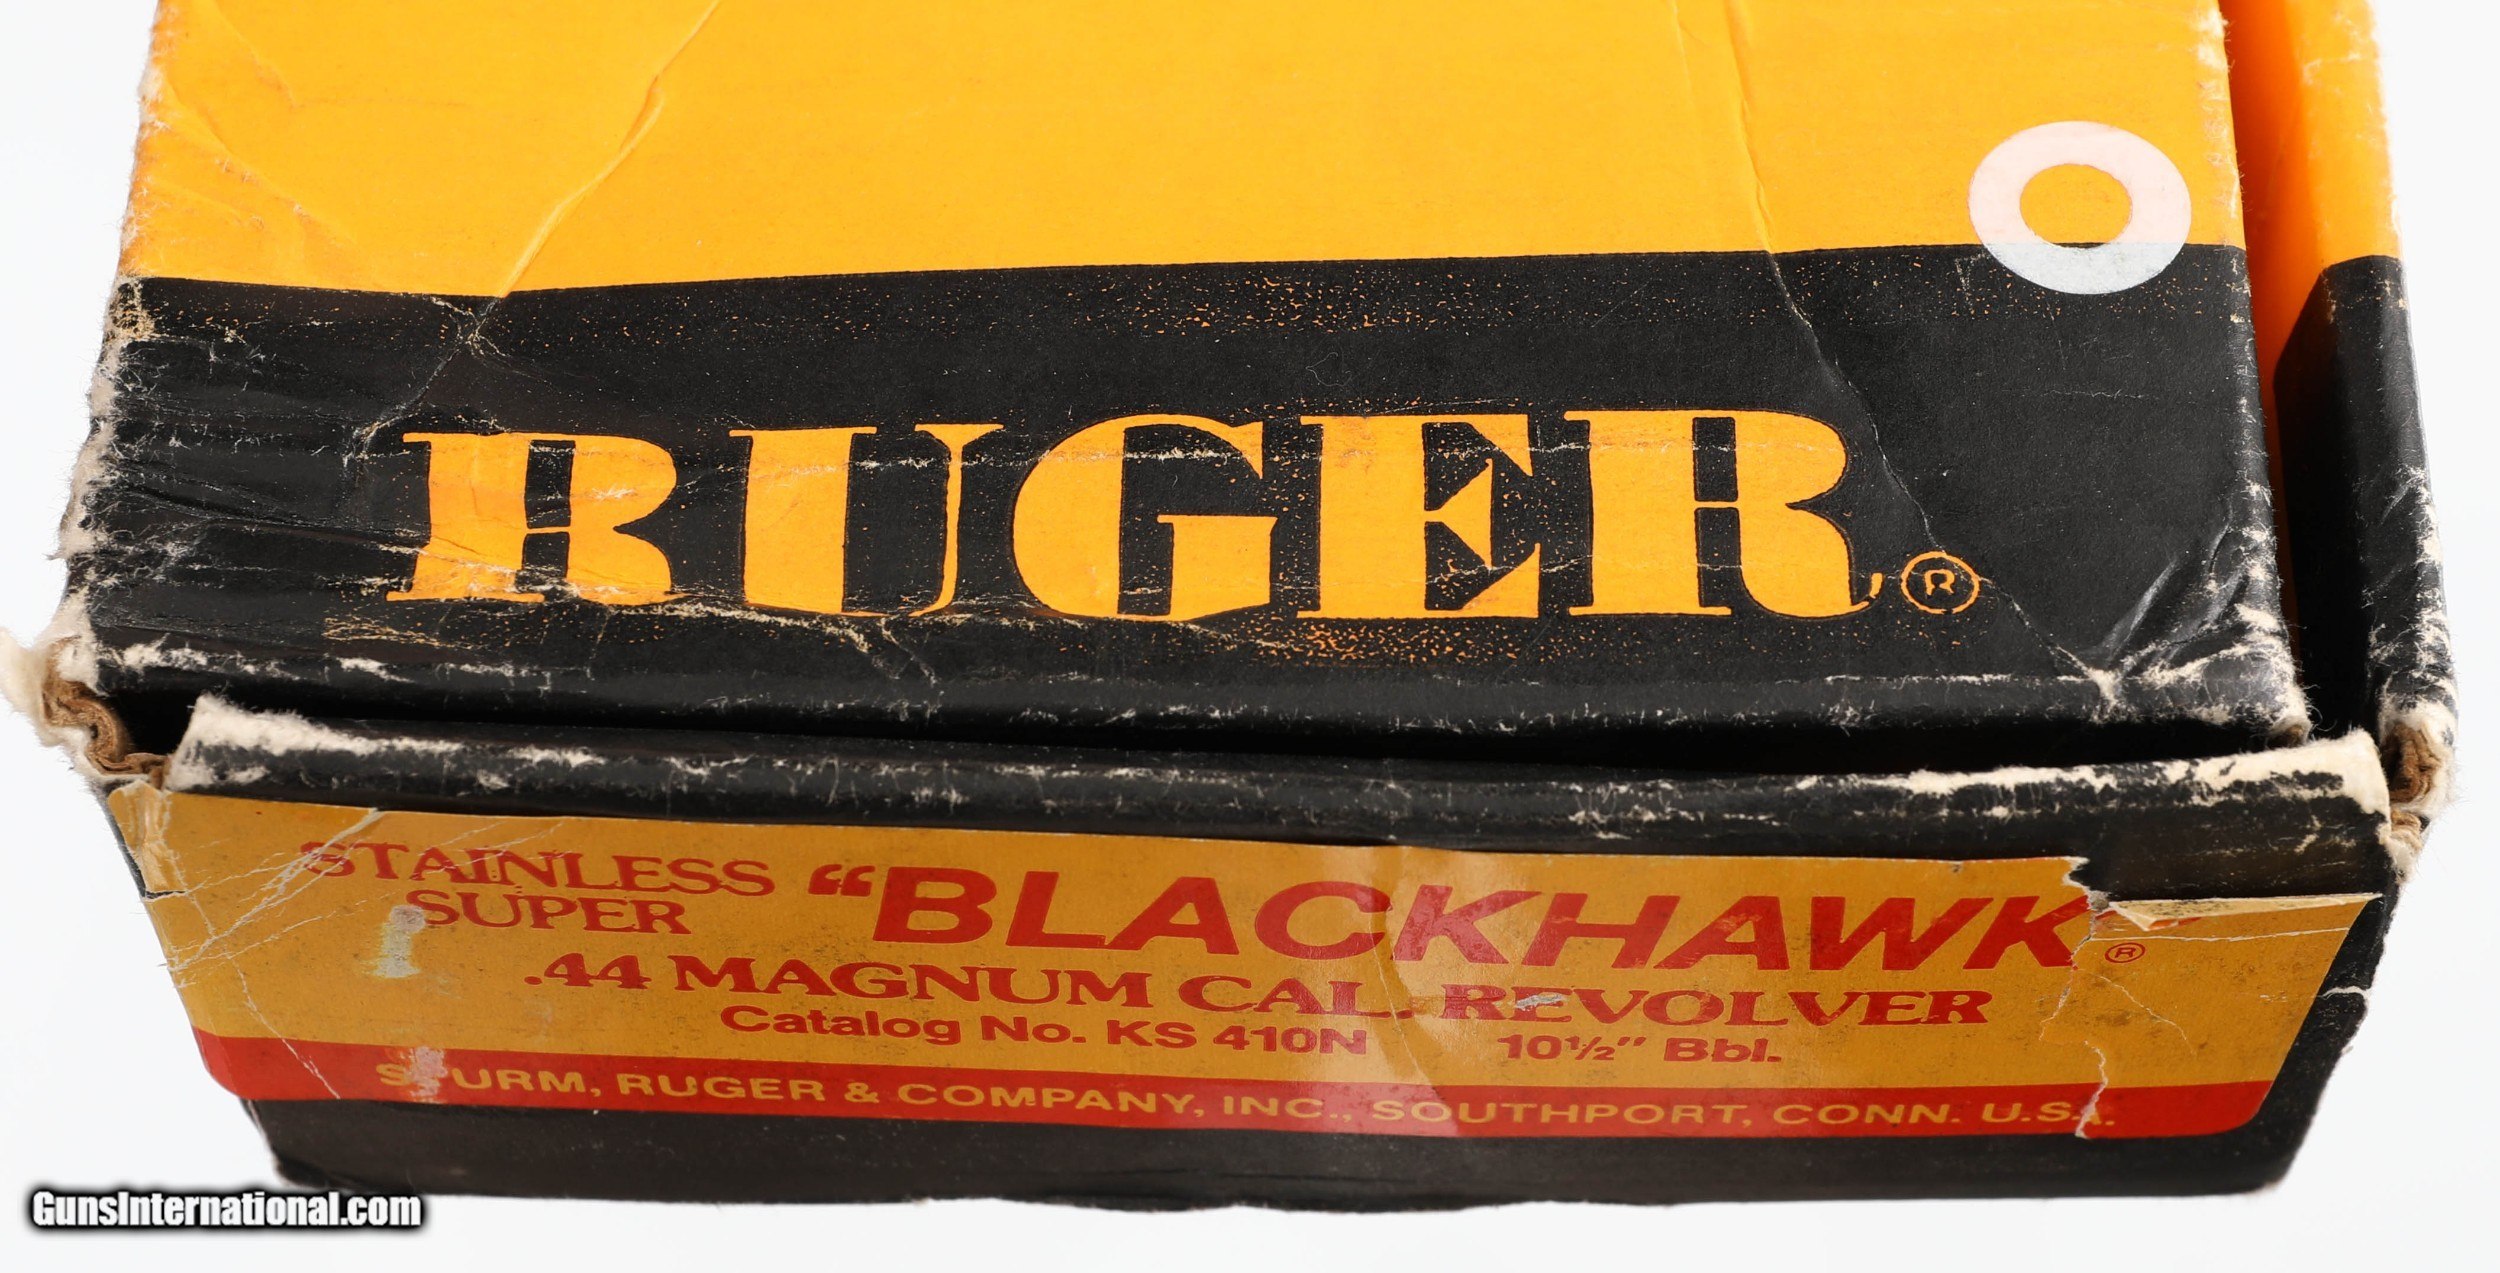 RUGER®
STAINLESS SUPER "BLACKHAWK®
.44 MAGNUM CAL. REVOLVER
Catalog No. KS 410N 10½" Bbl.
STURM, RUGER & COMPANY, INC., SOUTHPORT, CONN. U.S.A.
GunsInternational.com